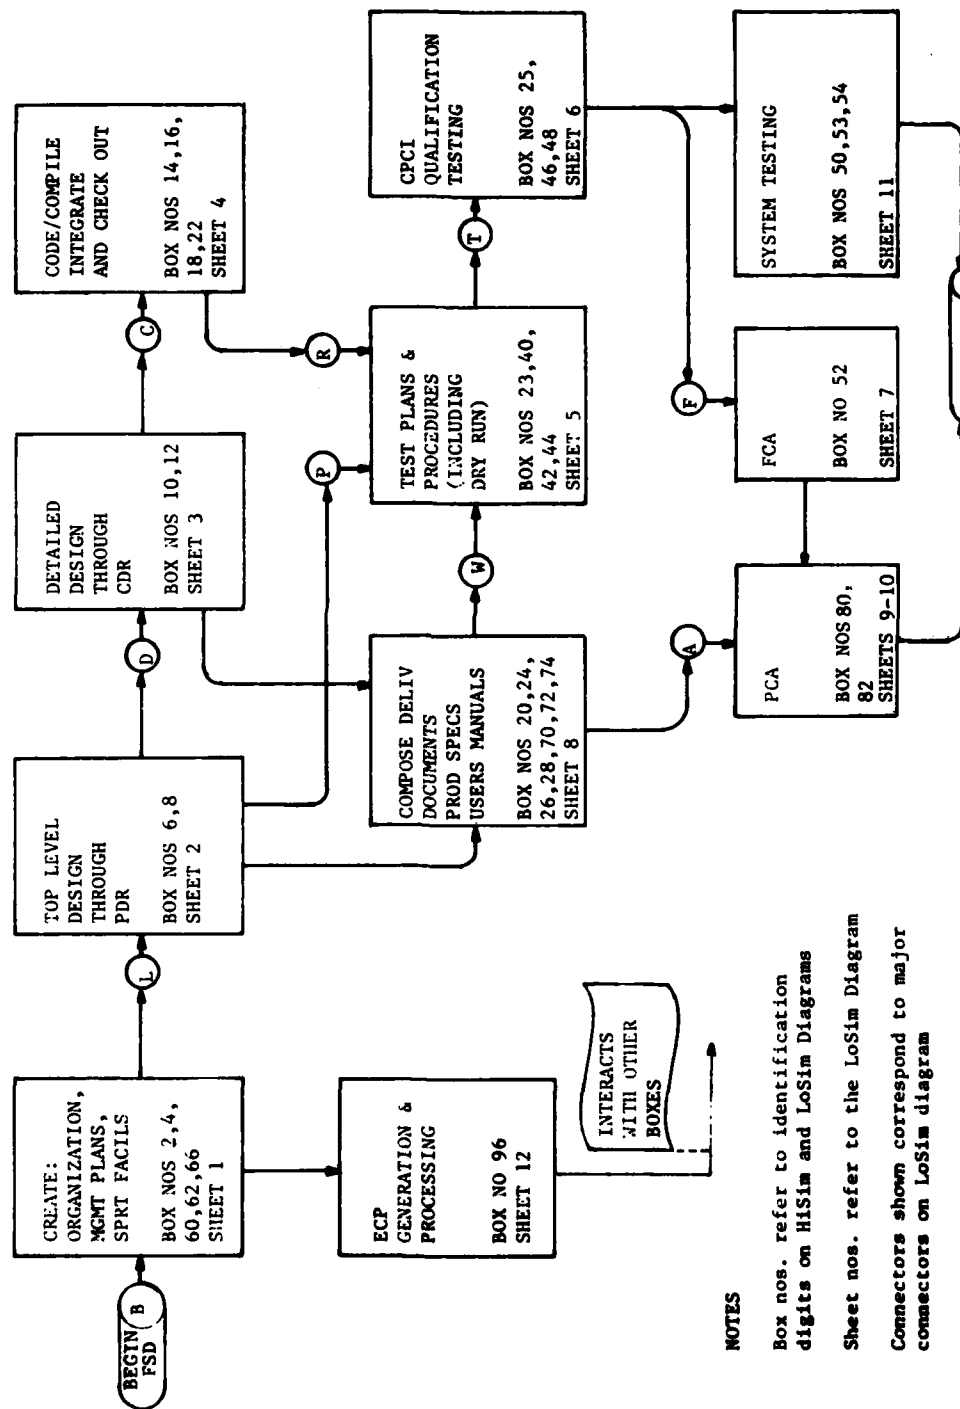 BEGIN
FSD
B
CREATE:
ORGANIZATION,
MGMT PLANS,
SPRT FACILS
BOX NOS 2,4,
60,62,66
SHEET 1
L
TOP LEVEL
DESIGN
THROUGH
PDR
BOX NOS 6,8
SHEET 2
D
DETAILED
DESIGN
THROUGH
CDR
BOX NOS 10,12
SHEET 3
C
CODE/COMPILE
INTEGRATE
AND CHECK OUT
BOX NOS 14,16,
18,22
SHEET 4
ECP
GENERATION &
PROCESSING
BOX NO 96
SHEET 12
INTERACTS
WITH OTHER
BOXES
COMPOSE DELIV
DOCUMENTS
PROD SPECS
USERS MANUALS
BOX NOS 20,24,
26,28,70,72,74
SHEET 8
W
P
R
TEST PLANS &
PROCEDURES
(INCLUDING
DRY RUN)
BOX NOS 23,40,
42,44
SHEET 5
T
CPCI
QUALIFICATION
TESTING
BOX NOS 25,
46,48
SHEET 6
A
PCA
BOX NOS 80,
82
SHEETS 9-10
F
FCA
BOX NO 52
SHEET 7
SYSTEM TESTING
BOX NOS 50,53,54
SHEET 11
NOTES
Box nos. refer to identification
digits on HiSim and LoSim Diagrams
Sheet nos. refer to the LoSim Diagram
Connectors shown correspond to major
connectors on LoSim diagram